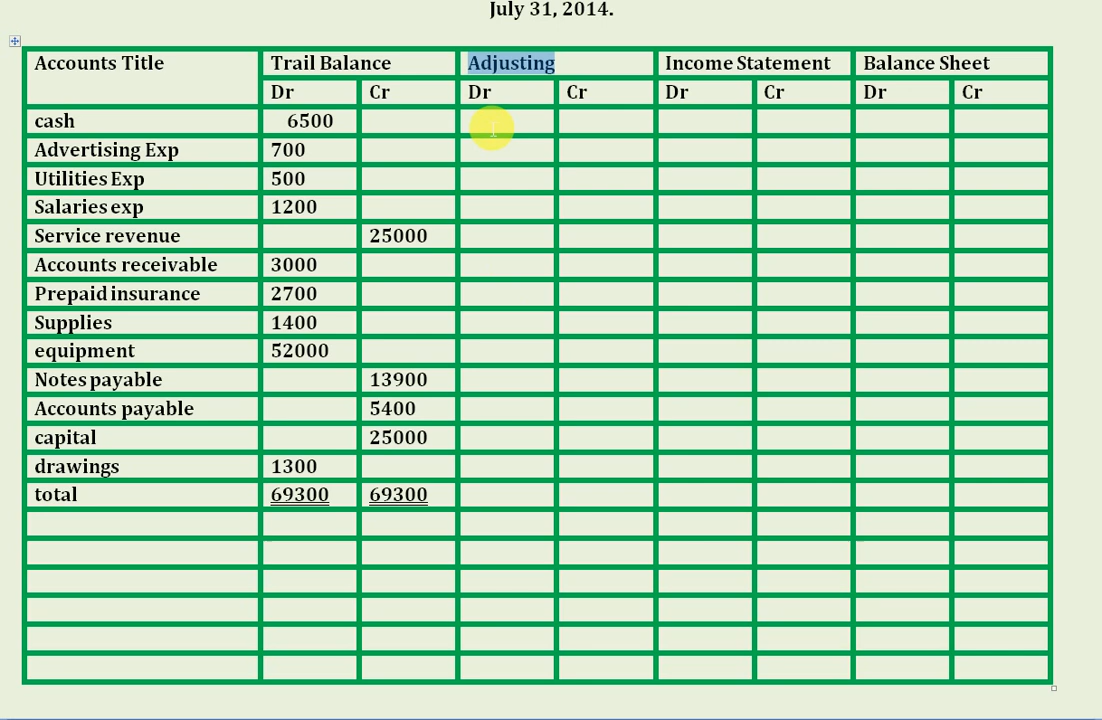 July 31, 2014.
Accounts Title Trail Balance Adjusting Income Statement Balance Sheet
Dr Cr Dr Cr Dr Cr Dr Cr
cash 6500
Advertising Exp 700
Utilities Exp 500
Salaries exp 1200
Service revenue 25000
Accounts receivable 3000
Prepaid insurance 2700
Supplies 1400
equipment 52000
Notes payable 13900
Accounts payable 5400
capital 25000
drawings 1300
total 69300 69300